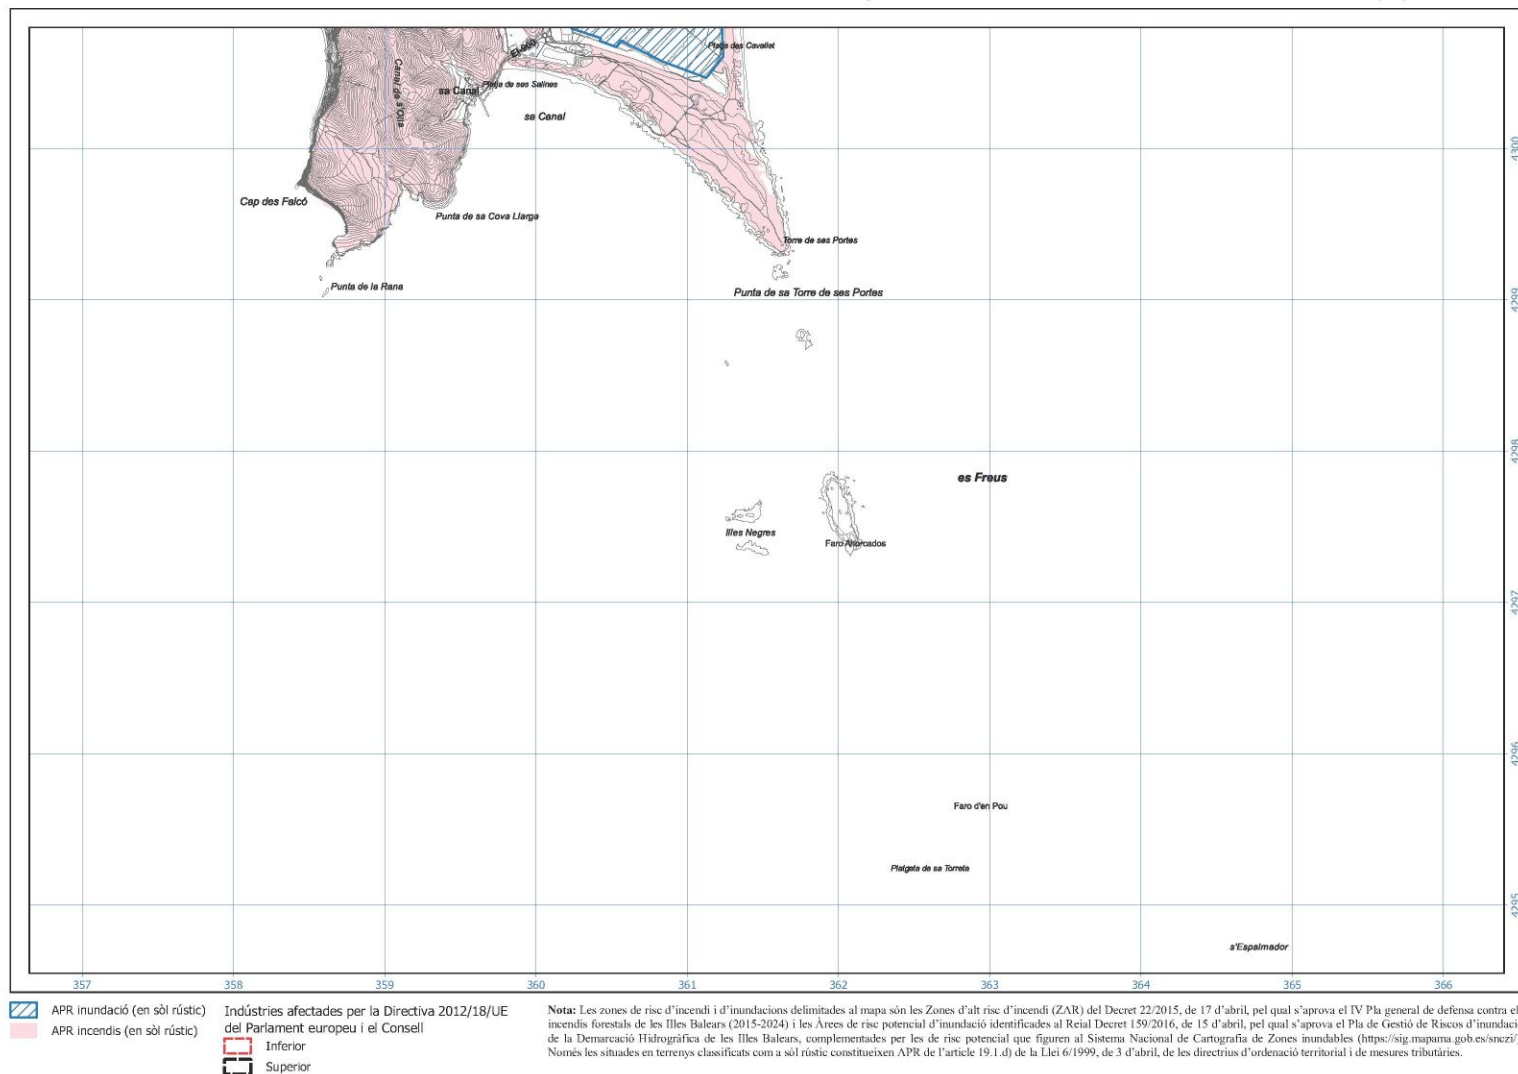 Platja des Cavallet
EI-900
Canal de s'Olla
sa Canal
Platja de ses Salines
sa Canal
4300
Cap des Falcó
Punta de sa Cova Llarga
Torre de ses Portes
Punta de la Rana
Punta de sa Torre de ses Portes
4299
4298
es Freus
Illes Negres
Faro Ahorcados
4297
4296
Faro d'en Pou
Platgeta de sa Torreta
4295
s'Espalmador
357 358 359 360 361 362 363 364 365 366
APR inundació (en sòl rústic)
APR incendis (en sòl rústic)
Indústries afectades per la Directiva 2012/18/UE
del Parlament europeu i el Consell
Inferior
Superior
Nota: Les zones de risc d'incendi i d'inundacions delimitades al mapa són les Zones d'alt risc d'incendi (ZAR) del Decret 22/2015, de 17 d'abril, pel qual s'aprova el IV Pla general de defensa contra el
incendis forestals de les Illes Balears (2015-2024) i les Àrees de risc potencial d'inundació identificades al Reial Decret 159/2016, de 15 d'abril, pel qual s'aprova el Pla de Gestió de Riscos d'inundaci
de la Demarcació Hidrogràfica de les Illes Balears, complementades per les de risc potencial que figuren al Sistema Nacional de Cartografia de Zones inundables (https://sig.mapama.gob.es/snczi/
Només les situades en terrenys classificats com a sòl rústic constitueixen APR de l'article 19.1.d) de la Llei 6/1999, de 3 d'abril, de les directrius d'ordenació territorial i de mesures tributàries.